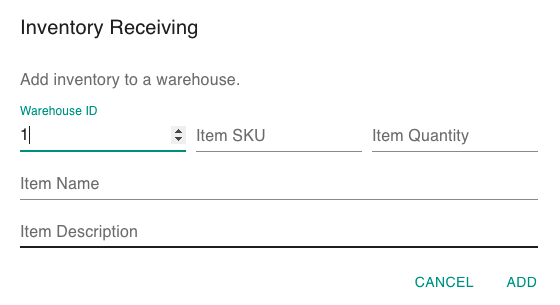 Inventory Receiving
Add inventory to a warehouse.
Warehouse ID
1 Item SKU Item Quantity
Item Name
Item Description
CANCEL ADD